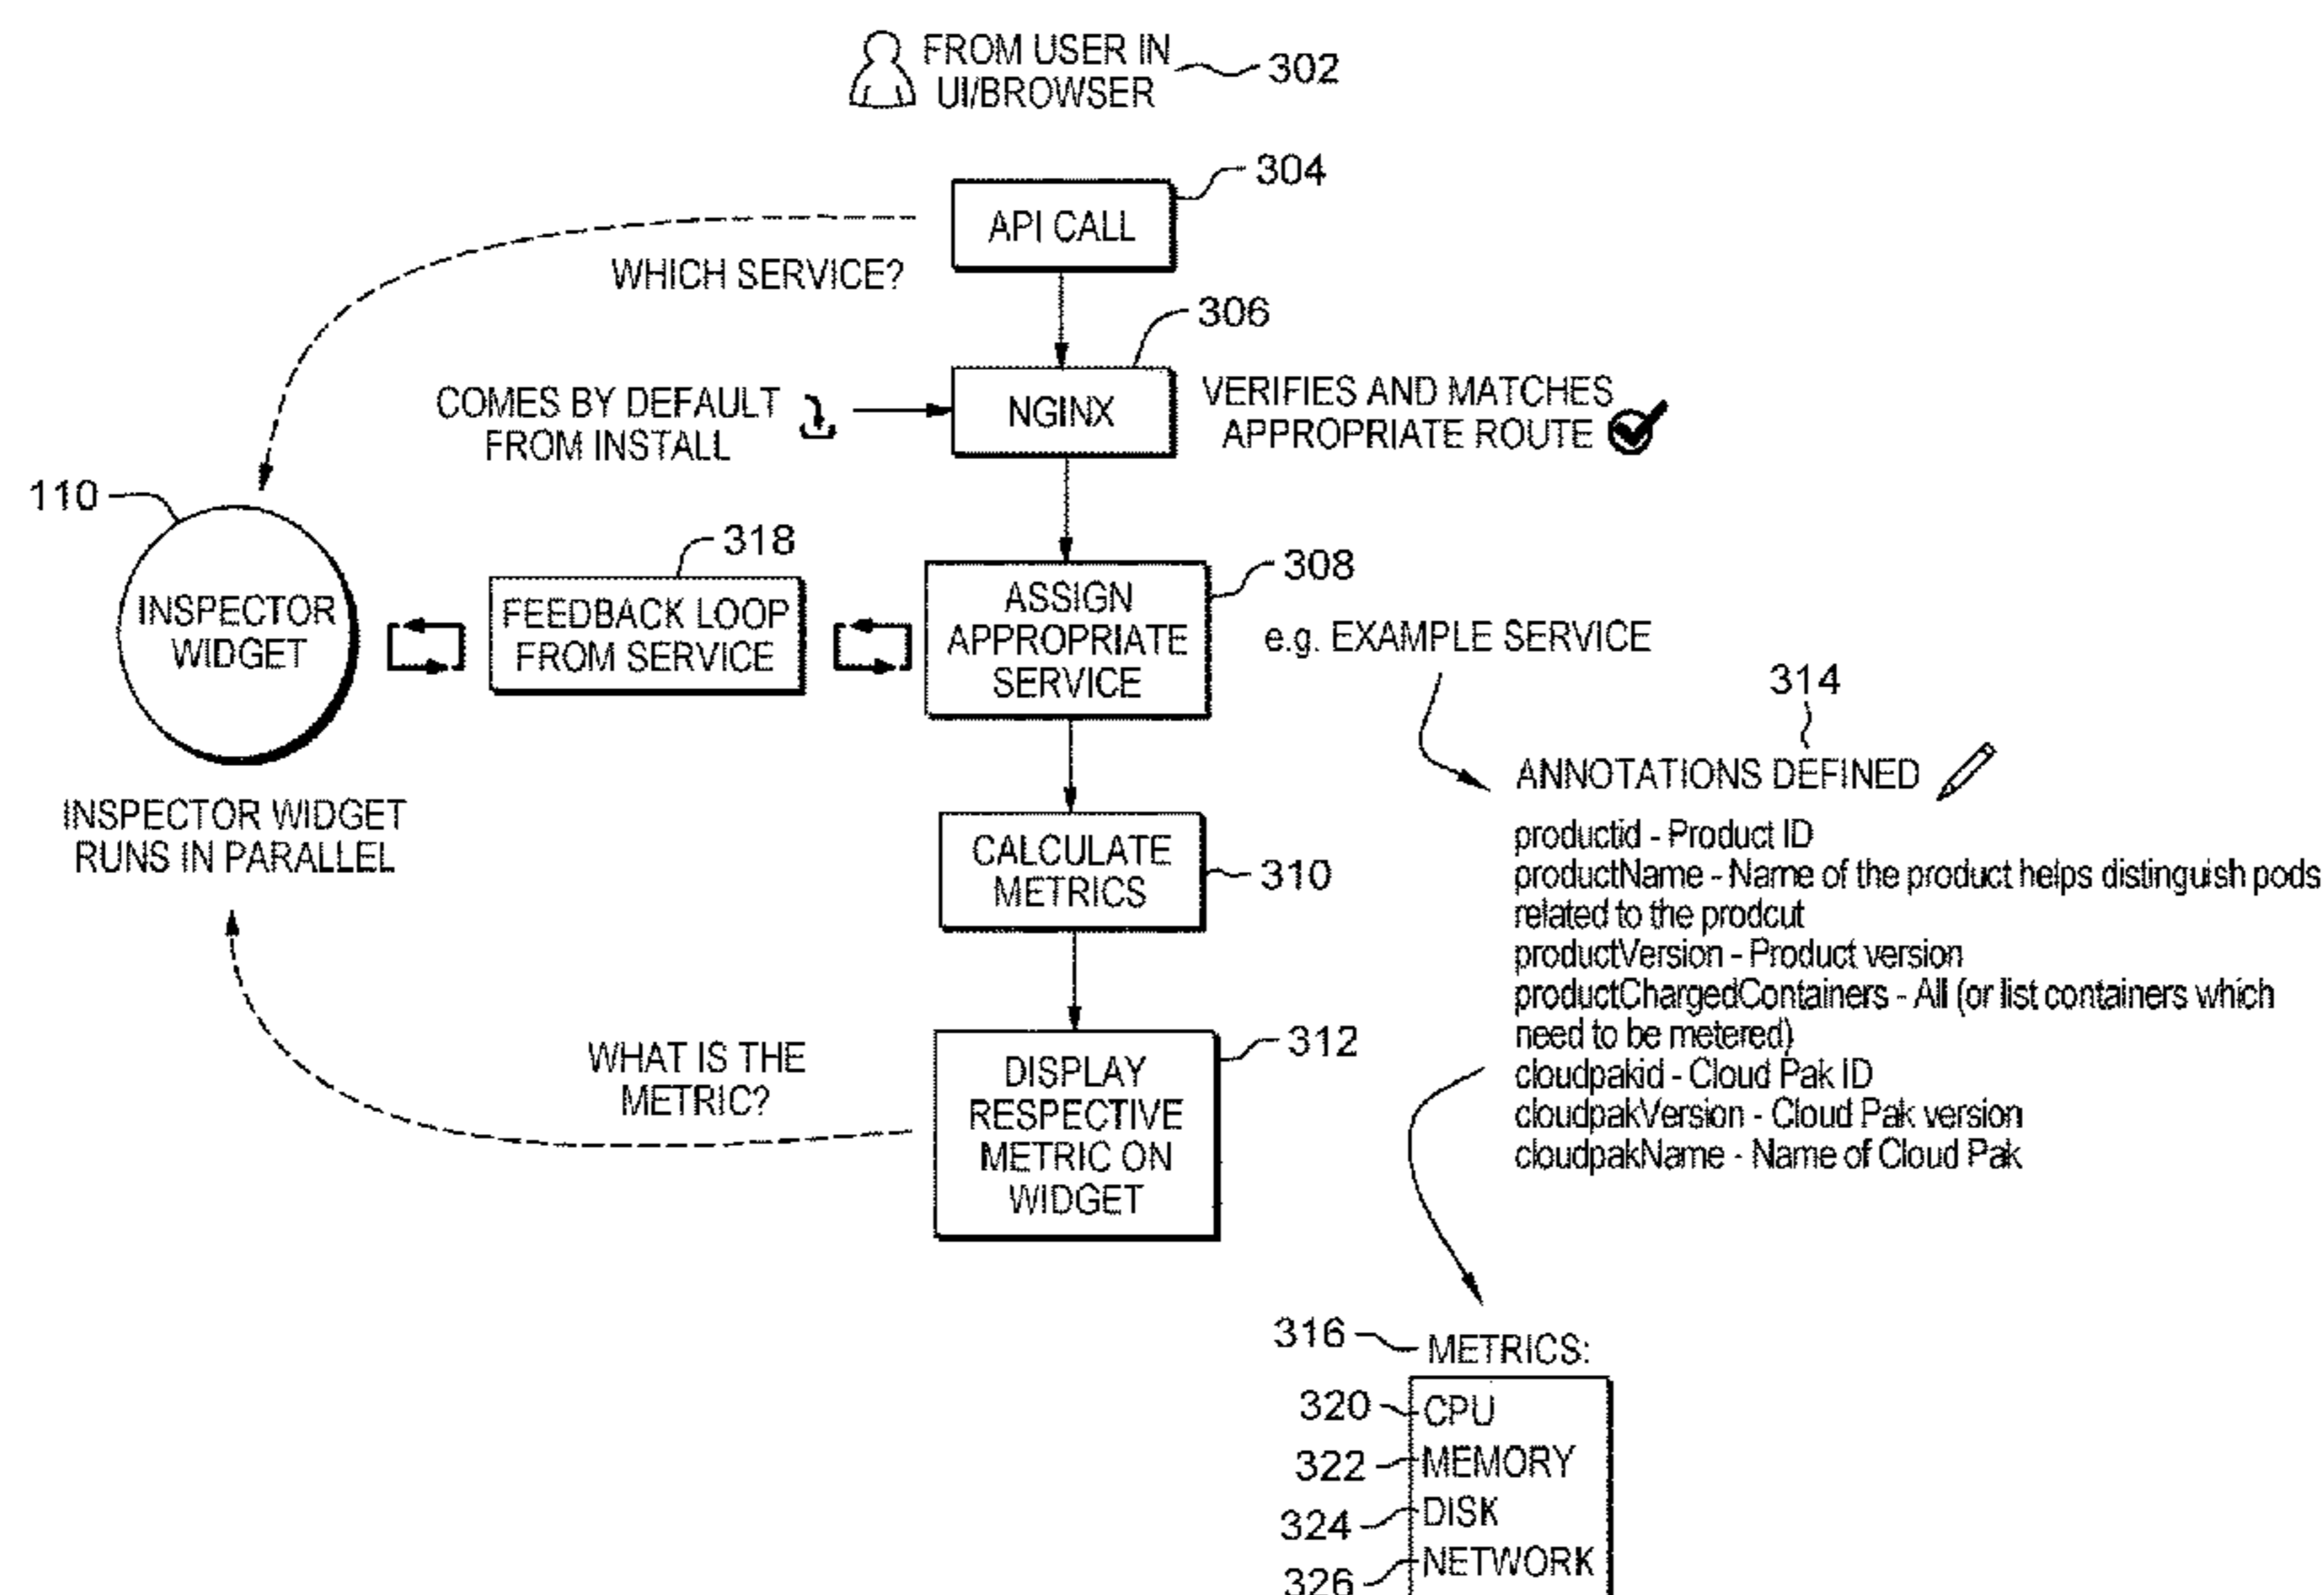 FROM USER IN
UI/BROWSER
302
304
API CALL
WHICH SERVICE?
306
COMES BY DEFAULT
FROM INSTALL
NGINX
VERIFIES AND MATCHES
APPROPRIATE ROUTE
110
318
308
INSPECTOR
WIDGET
FEEDBACK LOOP
FROM SERVICE
ASSIGN
APPROPRIATE
SERVICE
e.g. EXAMPLE SERVICE
314
ANNOTATIONS DEFINED
INSPECTOR WIDGET
RUNS IN PARALLEL
CALCULATE
METRICS
310
productid - Product ID
productName - Name of the product helps distinguish pods
related to the prodcut
productVersion - Product version
productChargedContainers - All (or list containers which
need to be metered)
cloudpakid - Cloud Pak ID
cloudpakVersion - Cloud Pak version
cloudpakName - Name of Cloud Pak
WHAT IS THE
METRIC?
312
DISPLAY
RESPECTIVE
METRIC ON
WIDGET
316
METRICS:
320
CPU
322
MEMORY
324
DISK
326
NETWORK